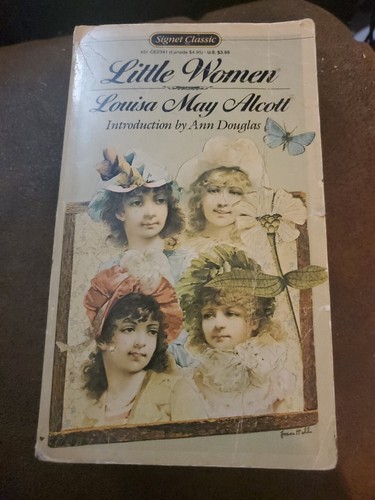 Signet Classic
Little Women
Louisa May Alcott
Introduction by Ann Douglas